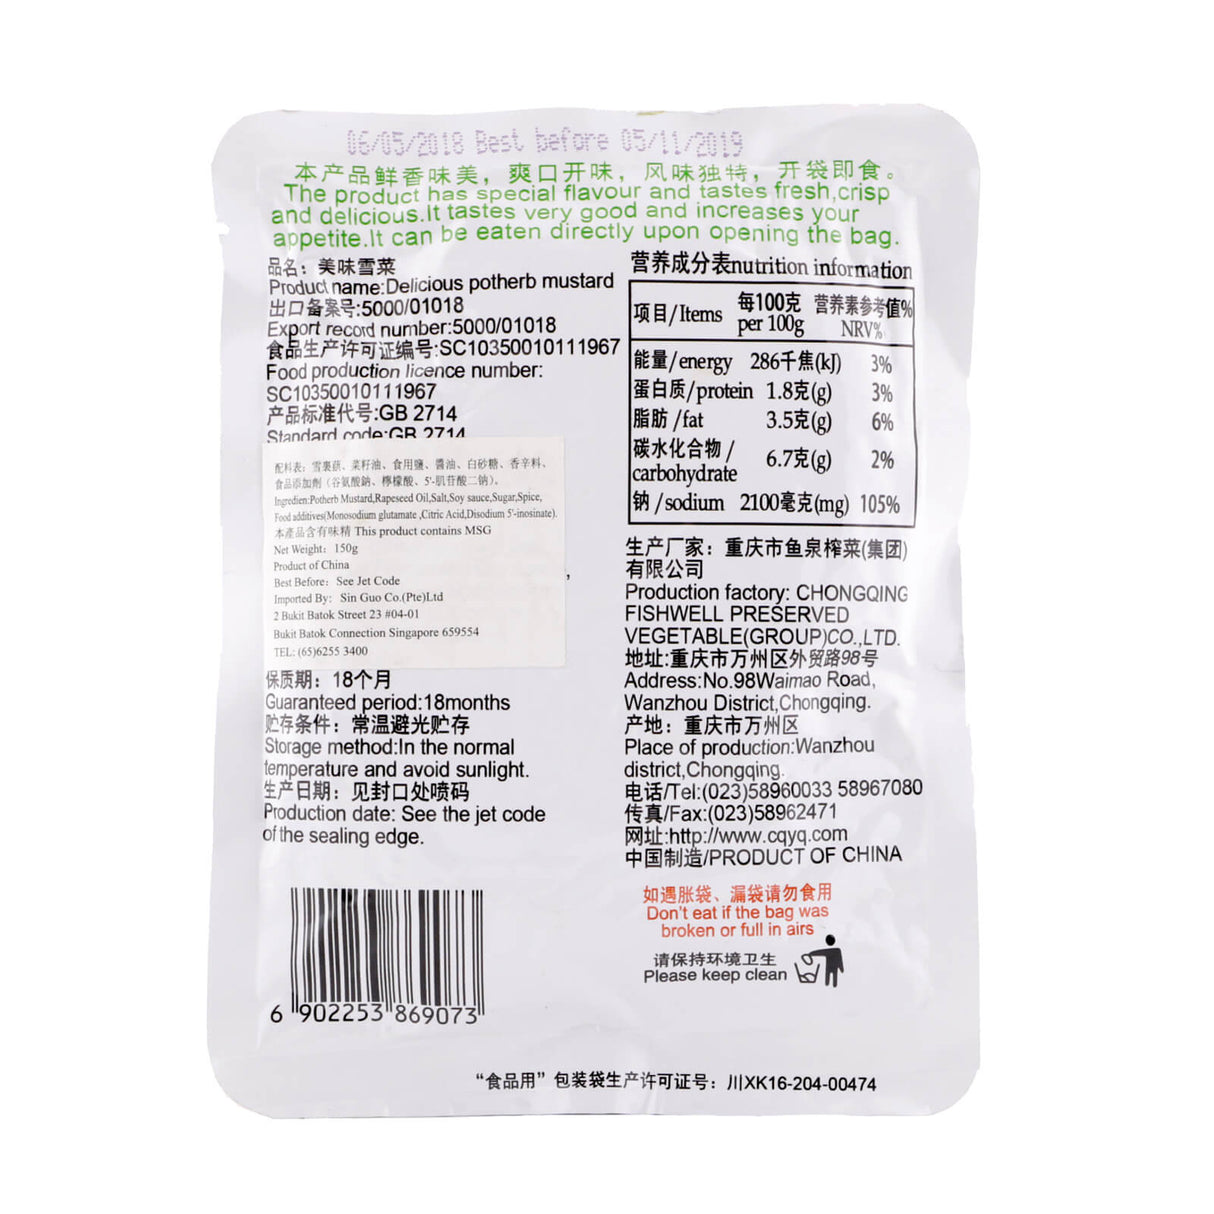 06/05/2018 Best before 05/11/2019
本产品鲜香味美，爽口开味，风味独特，开袋即食。
The product has special flavour and tastes fresh,crisp
and delicious.It tastes very good and increases your
appetite.It can be eaten directly upon opening the bag.
品名：美味雪菜
Product name:Delicious potherb mustard
出口备案号:5000/01018
Export record number:5000/01018
食品生产许可证编号:SC10350010111967
Food production licence number:
SC10350010111967
产品标准代号:GB 2714
Standard code:GB 2714
配料表：雪裏蕻、菜籽油、食用鹽、醬油、白砂糖、香辛料、
食品添加劑（谷氨酸鈉、檸檬酸、5'-肌苷酸二钠）。
Ingredien:Potherb Mustard,Rapeseed Oil,Salt,Soy sauce,Sugar,Spice,
Food additives(Monosodium glutamate ,Citric Acid,Disodium 5'-inosinate).
本產品含有味精 This product contains MSG
Net Weight：150g
Product of China
Best Before： See Jet Code
Imported By： Sin Guo Co.(Pte)Ltd
2 Bukit Batok Street 23 #04-01
Bukit Batok Connection Singapore 659554
TEL: (65)6255 3400
保质期：18个月
Guaranteed period:18months
贮存条件：常温避光贮存
Storage method:In the normal
temperature and avoid sunlight.
生产日期：见封口处喷码
Production date: See the jet code
of the sealing edge.
6 902253 869073
营养成分表nutrition information
项目/Items 每100克 per 100g 营养素参考值% NRV%
能量/energy 286千焦(kJ) 3%
蛋白质/protein 1.8克(g) 3%
脂肪/fat 3.5克(g) 6%
碳水化合物/
carbohydrate 6.7克(g) 2%
钠/sodium 2100毫克(mg) 105%
生产厂家：重庆市鱼泉榨菜(集团)
有限公司
Production factory: CHONGQING
FISHWELL PRESERVED
VEGETABLE(GROUP)CO.,LTD.
地址:重庆市万州区外贸路98号
Address:No.98Waimao Road,
Wanzhou District,Chongqing.
产地：重庆市万州区
Place of production:Wanzhou
district,Chongqing.
电话/Tel:(023)58960033 58967080
传真/Fax:(023)58962471
网址:http://www.cqyq.com
中国制造/PRODUCT OF CHINA
如遇胀袋、漏袋请勿食用
Don't eat if the bag was
broken or full in airs
请保持环境卫生
Please keep clean
“食品用”包装袋生产许可证号：川XK16-204-00474